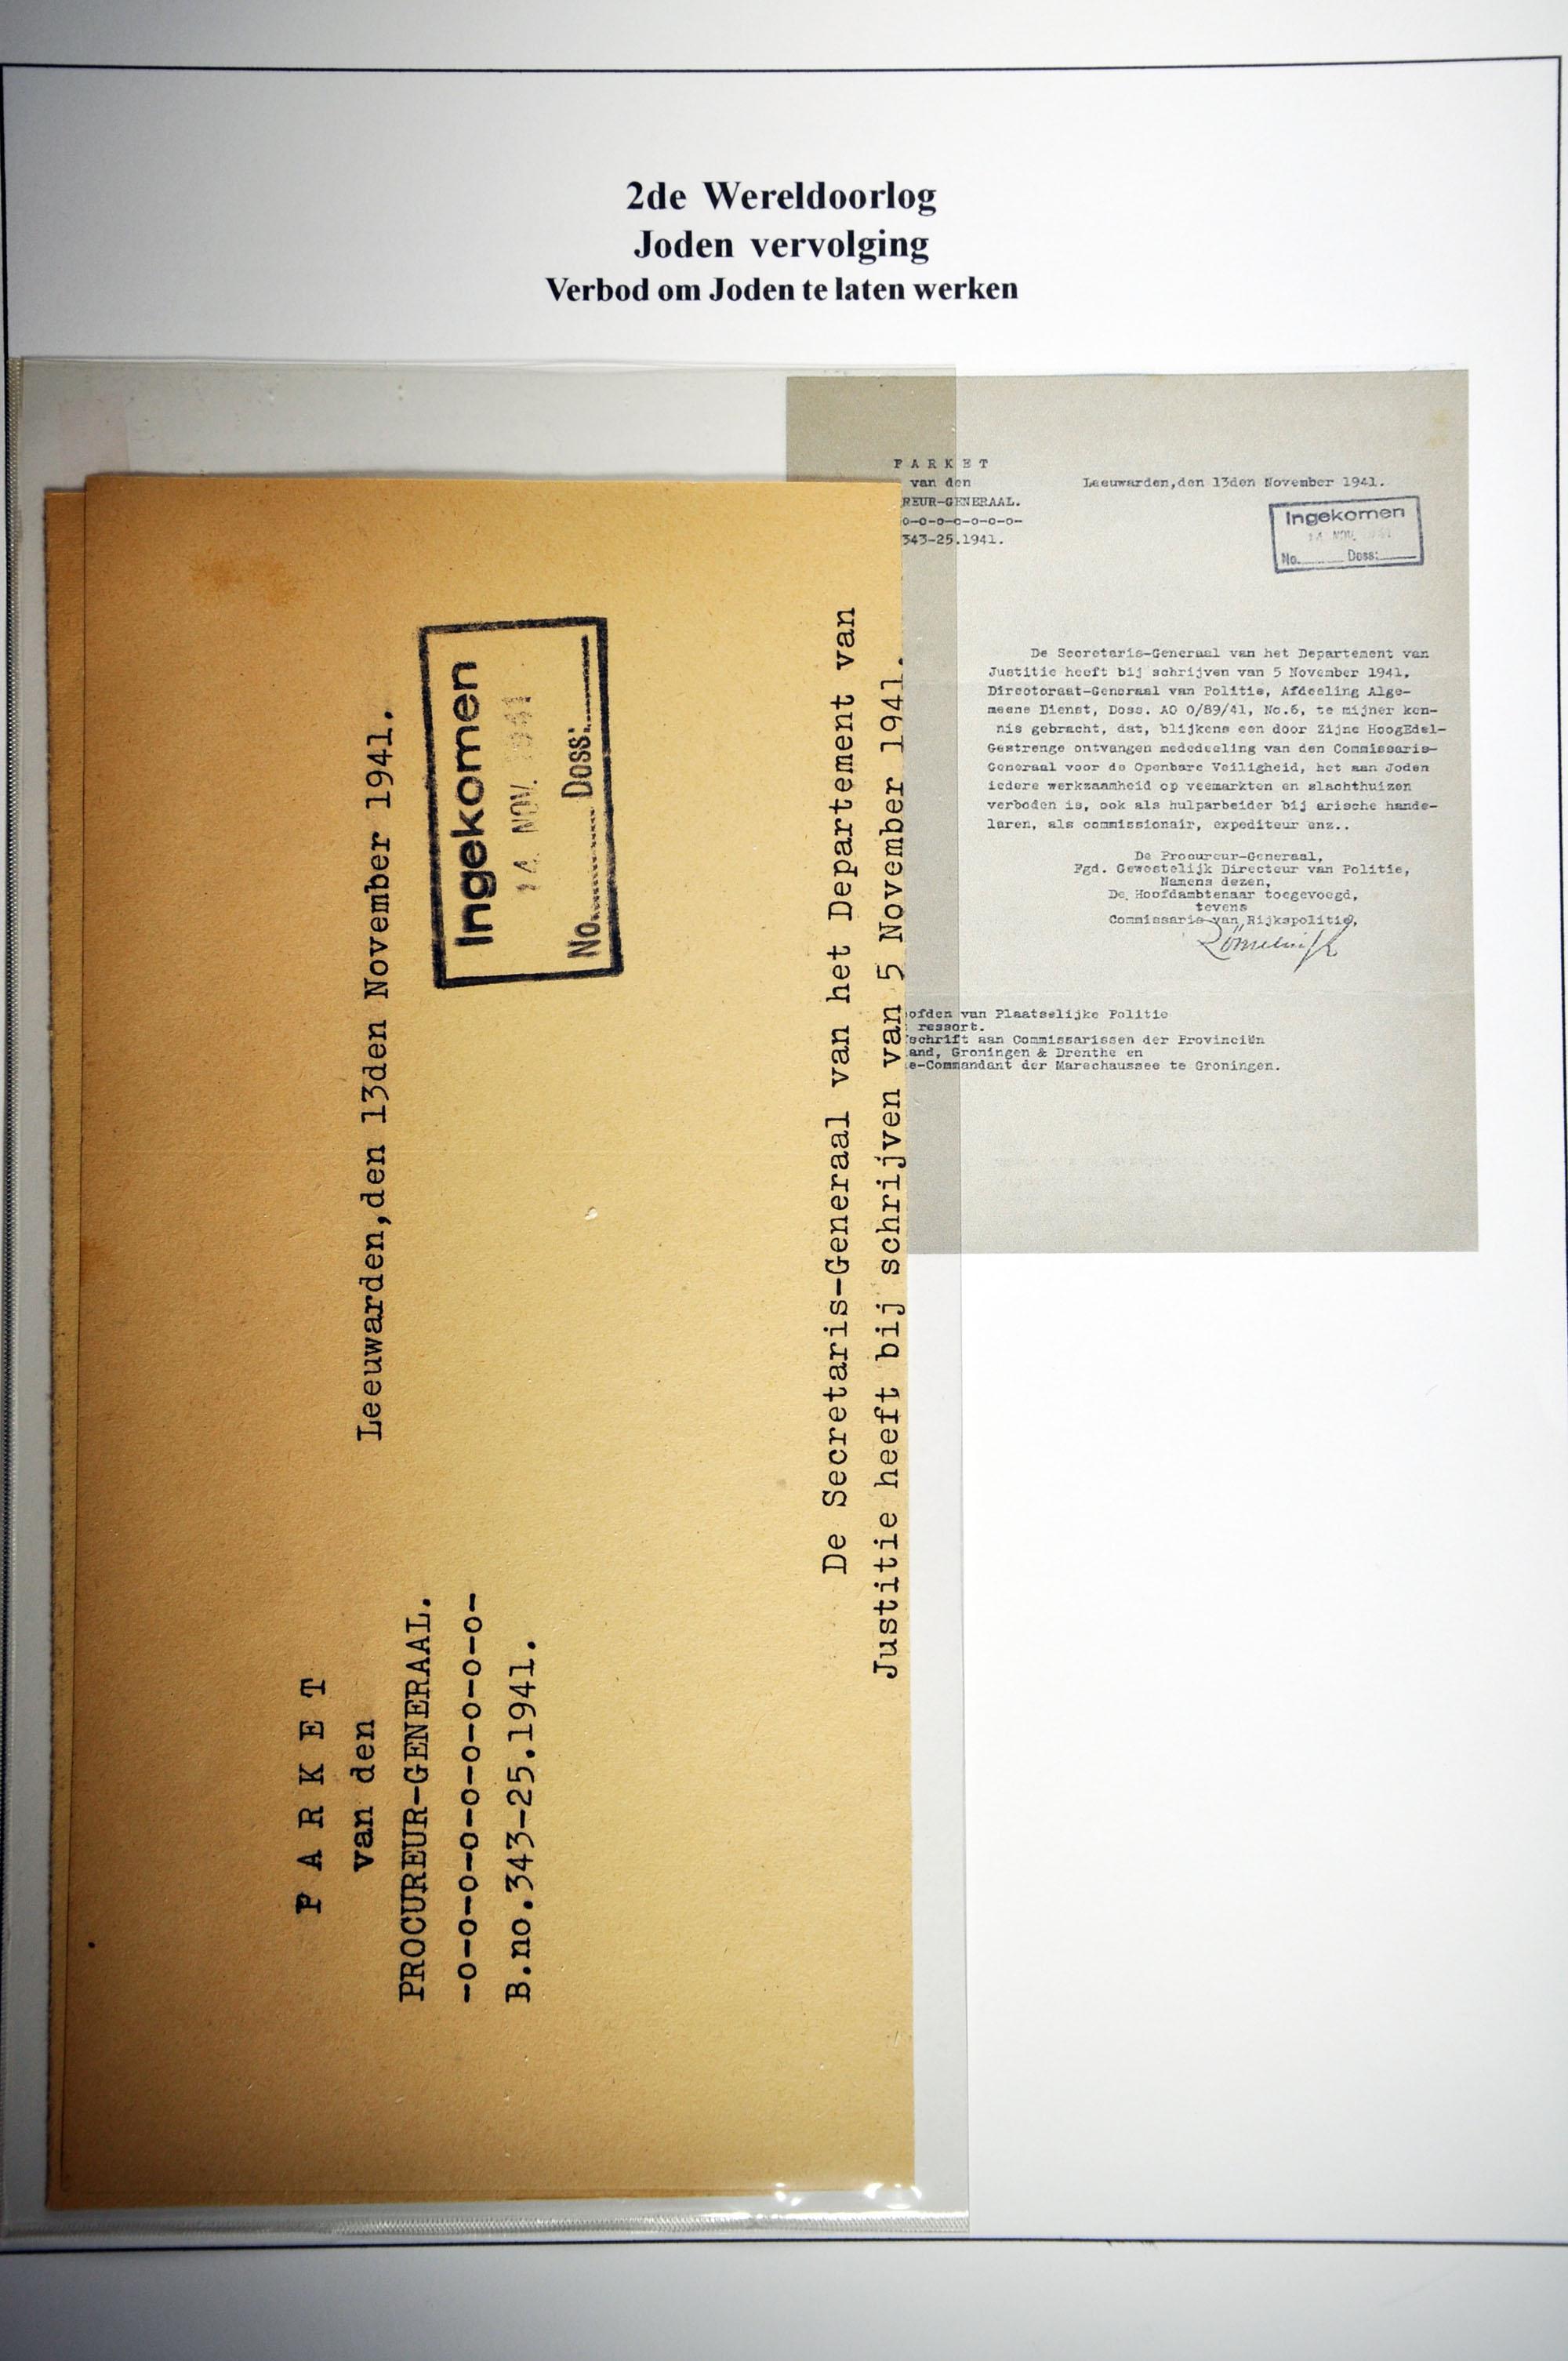 2de Wereldoorlog
Joden vervolging
Verbod om Joden te laten werken
P A R K E T
van den
PROCUREUR-GENERAAL.
-o-o-o-o-o-o-o-o-o-
B.no.343-25.1941.
Leeuwarden,den 13den November 1941.
Ingekomen
14 NOV. 1941
No. Doss:
De Secretaris-Generaal van het Departement van
Justitie heeft bij schrijven van 5 November 1941.
P A R K E T
van den
REUR-GENERAAL.
o-o-o-o-o-o-o-
343-25.1941.
Leeuwarden,den 13den November 1941.
Ingekomen
14 NOV. 1941
No. Doss:
De Secretaris-Generaal van het Departement van
Justitie heeft bij schrijven van 5 November 1941.
Directoraat-Generaal van Politie, Afdeeling Alge-
meene Dienst, Doss. AO 0/89/41, No.6, te mijner ken-
nis gebracht, dat, blijkens een door Zijne HoogEdel-
Gestrenge ontvangen mededeeling van den Commissaris-
Generaal voor de Openbare Veiligheid, het aan Joden
iedere werkzaamheid op veemarkten en slachthuizen
verboden is, ook als hulparbeider bij arische hande-
laren, als commissionair, expediteur enz..
De Procureur-Generaal,
Fgd. Gewestelijk Directeur van Politie,
Namens dezen,
De Hoofdambtenaar toegevoegd,
tevens
Commissaris van Rijkspolitie,
ofden van Plaatselijke Politie
ressort.
schrift aan Commissarissen der Provinciën
and, Groningen & Drenthe en
e-Commandant der Marechaussee te Groningen.